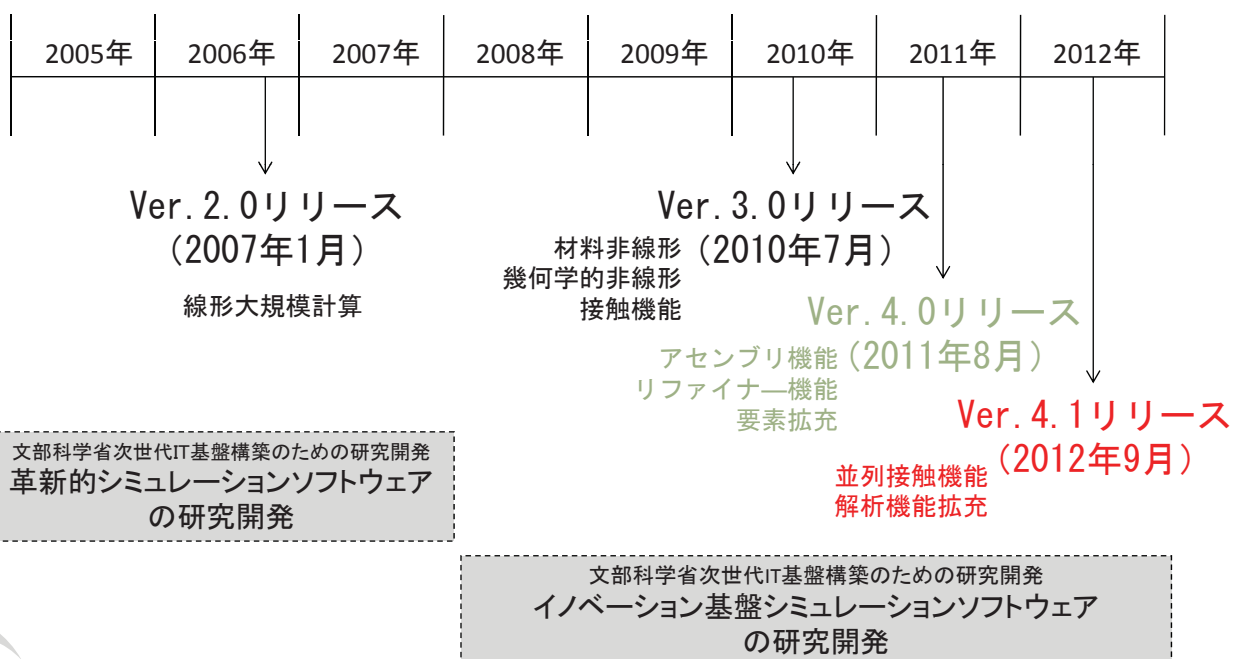 2005年 2006年 2007年 2008年 2009年 2010年 2011年 2012年
Ver.2.0リリース
(2007年1月)
線形大規模計算
Ver.3.0リリース
(2010年7月)
材料非線形
幾何学的非線形
接触機能
Ver.4.0リリース
(2011年8月)
アセンブリ機能
リファイナ―機能
要素拡充
Ver.4.1リリース
(2012年9月)
並列接触機能
解析機能拡充
文部科学省次世代IT基盤構築のための研究開発
革新的シミュレーションソフトウェア
の研究開発
文部科学省次世代IT基盤構築のための研究開発
イノベーション基盤シミュレーションソフトウェア
の研究開発